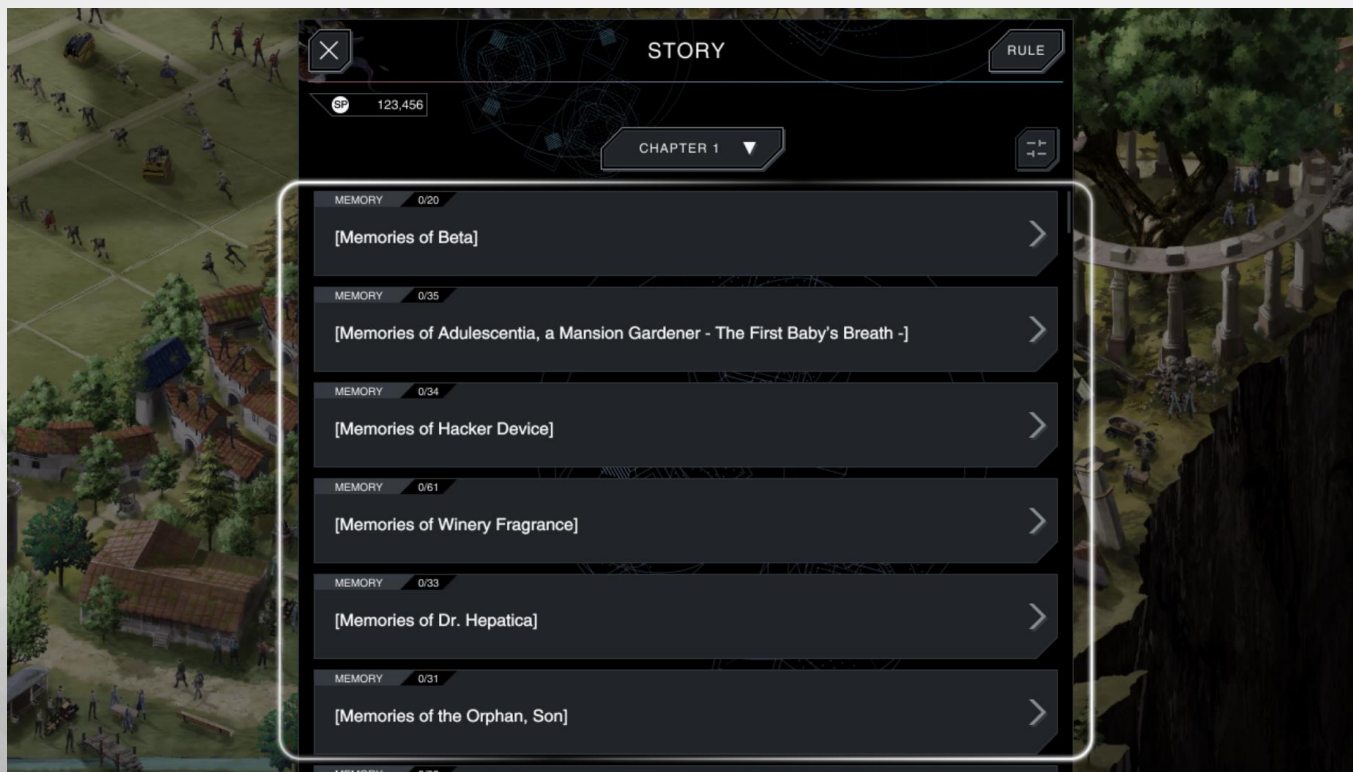 STORY
RULE
SP 123,456
CHAPTER 1
MEMORY 0/20
[Memories of Beta]
MEMORY 0/35
[Memories of Adulescentia, a Mansion Gardener - The First Baby's Breath -]
MEMORY 0/34
[Memories of Hacker Device]
MEMORY 0/61
[Memories of Winery Fragrance]
MEMORY 0/33
[Memories of Dr. Hepatica]
MEMORY 0/31
[Memories of the Orphan, Son]